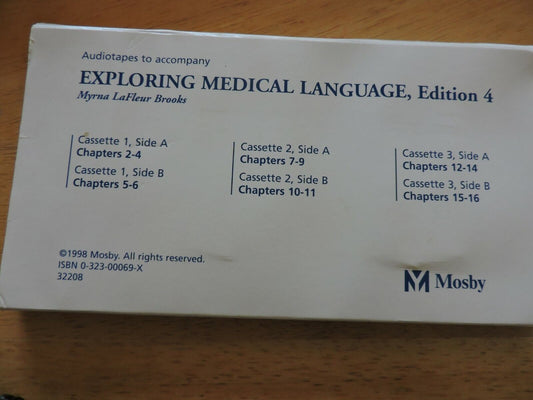 Audiotapes to accompany
EXPLORING MEDICAL LANGUAGE, Edition 4
Myrna LaFleur Brooks
Cassette 1, Side A
Chapters 2-4
Cassette 1, Side B
Chapters 5-6
Cassette 2, Side A
Chapters 7-9
Cassette 2, Side B
Chapters 10-11
Cassette 3, Side A
Chapters 12-14
Cassette 3, Side B
Chapters 15-16
©1998 Mosby. All rights reserved.
ISBN 0-323-00069-X
32208
M Mosby